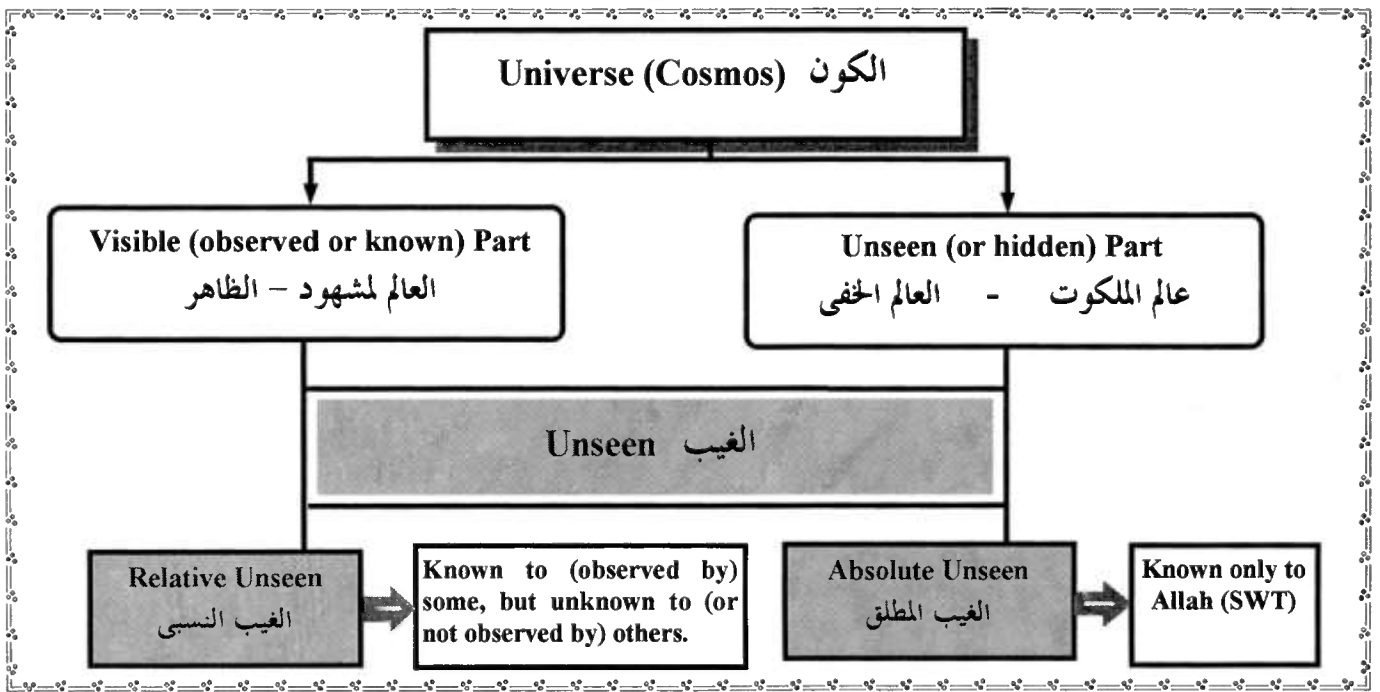 Universe (Cosmos) الكون
Visible (observed or known) Part
العالم لمشهود – الظاهر
Unseen (or hidden) Part
عالم الملكوت - العالم الخفى
Unseen الغيب
Relative Unseen
الغيب النسبى
Known to (observed by)
some, but unknown to (or
not observed by) others.
Absolute Unseen
الغيب المطلق
Known only to
Allah (SWT)